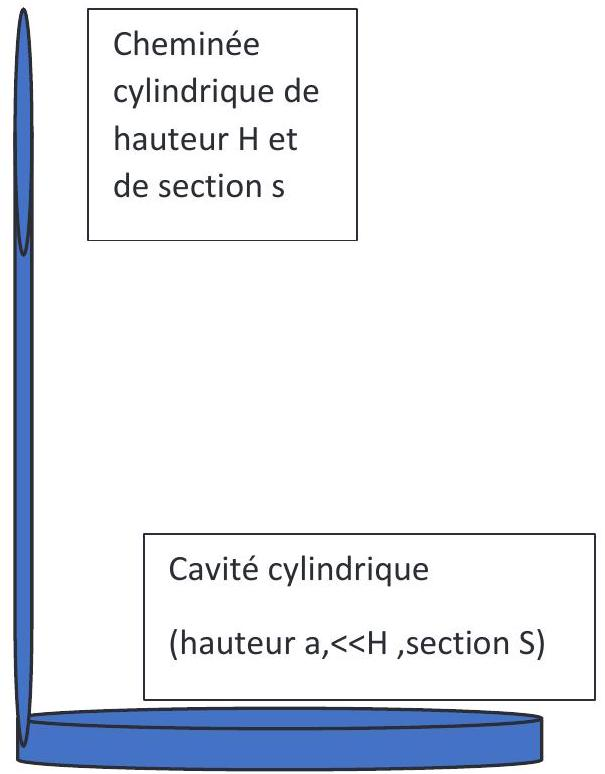 Cheminée
cylindrique de
hauteur H et
de section s
Cavité cylindrique
(hauteur a,<<H ,section S)